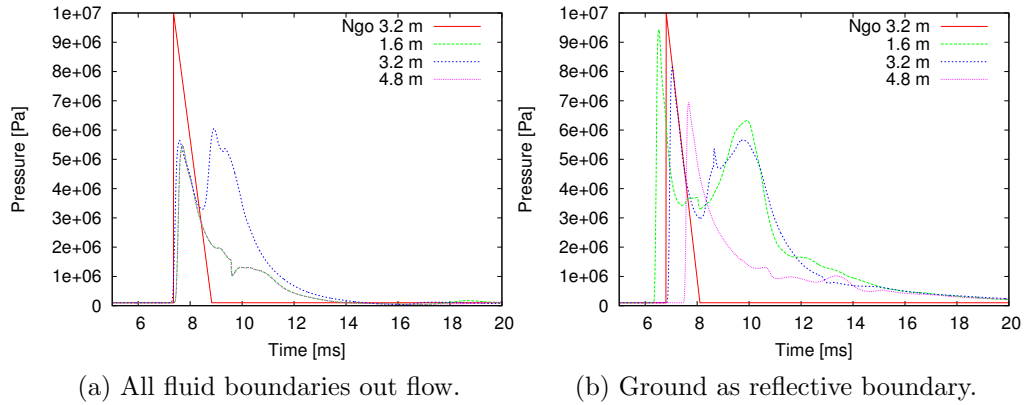 Pressure [Pa]
1e+07
9e+06
8e+06
7e+06
6e+06
5e+06
4e+06
3e+06
2e+06
1e+06
0
Ngo 3.2 m
1.6 m
3.2 m
4.8 m
6 8 10 12 14 16 18 20
Time [ms]
(a) All fluid boundaries out flow.
Pressure [Pa]
1e+07
9e+06
8e+06
7e+06
6e+06
5e+06
4e+06
3e+06
2e+06
1e+06
0
Ngo 3.2 m
1.6 m
3.2 m
4.8 m
6 8 10 12 14 16 18 20
Time [ms]
(b) Ground as reflective boundary.